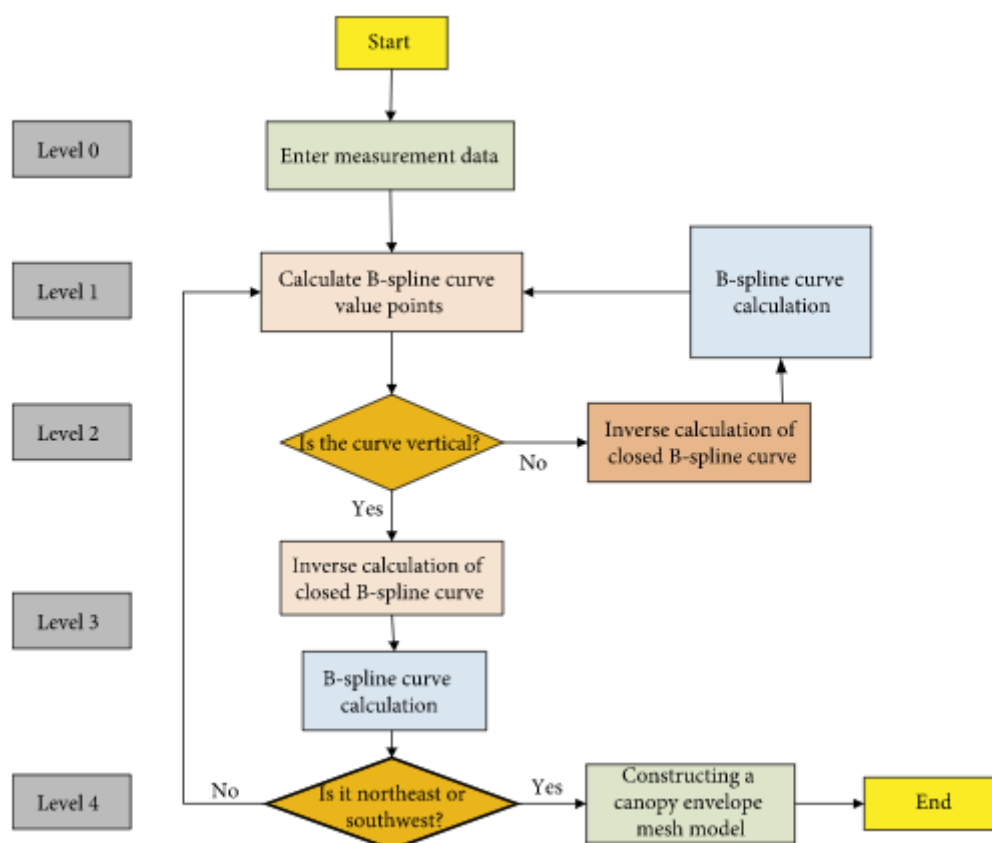 Start
Level 0
Enter measurement data
Level 1
Calculate B-spline curve
value points
B-spline curve
calculation
Level 2
Is the curve vertical?
No
Inverse calculation of
closed B-spline curve
Yes
Inverse calculation of
closed B-spline curve
Level 3
B-spline curve
calculation
Level 4
No
Is it northeast or
southwest?
Yes
Constructing a
canopy envelope
mesh model
End